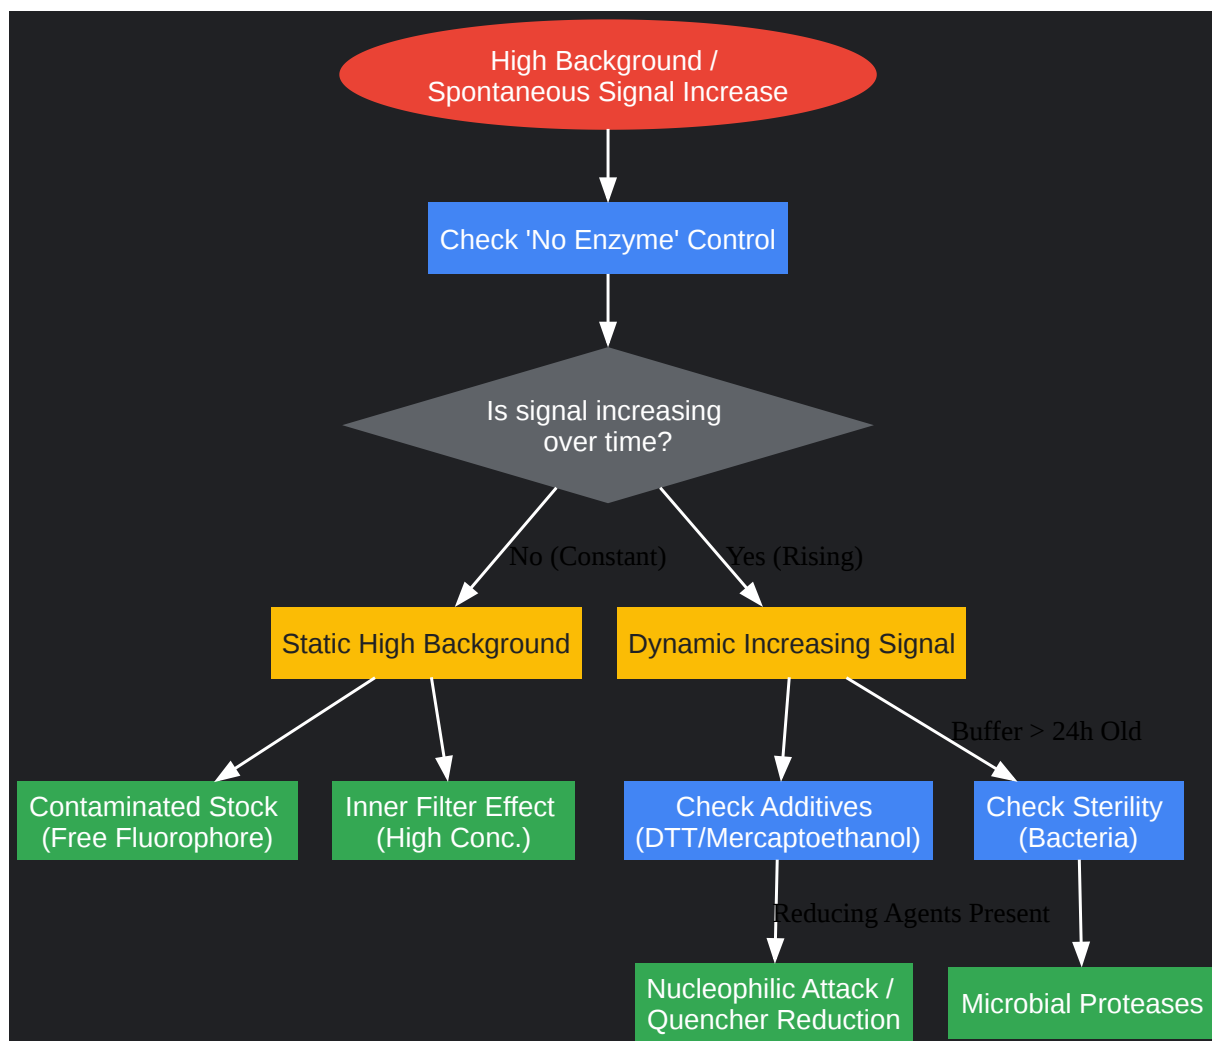 High Background /
Spontaneous Signal Increase
Check 'No Enzyme' Control
Is signal increasing
over time?
No (Constant)
Yes (Rising)
Static High Background
Dynamic Increasing Signal
Buffer > 24h Old
Contaminated Stock
(Free Fluorophore)
Inner Filter Effect
(High Conc.)
Check Additives
(DTT/Mercaptoethanol)
Check Sterility
(Bacteria)
Reducing Agents Present
Nucleophilic Attack /
Quencher Reduction
Microbial Proteases